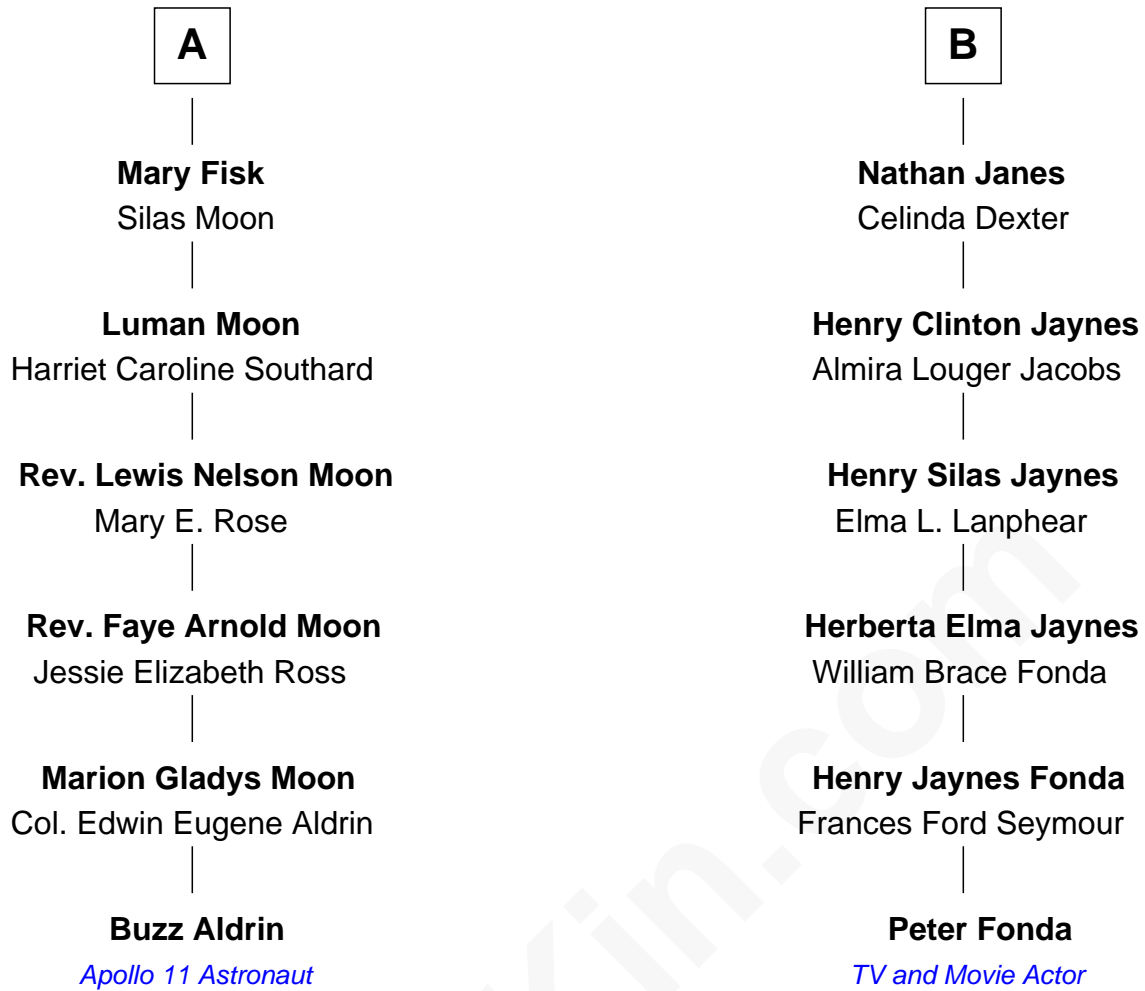 A
Mary Fisk
Silas Moon
Luman Moon
Harriet Caroline Southard
Rev. Lewis Nelson Moon
Mary E. Rose
Rev. Faye Arnold Moon
Jessie Elizabeth Ross
Marion Gladys Moon
Col. Edwin Eugene Aldrin
Buzz Aldrin
Apollo 11 Astronaut
B
Nathan Janes
Celinda Dexter
Henry Clinton Jaynes
Almira Louger Jacobs
Henry Silas Jaynes
Elma L. Lanphear
Herberta Elma Jaynes
William Brace Fonda
Henry Jaynes Fonda
Frances Ford Seymour
Peter Fonda
TV and Movie Actor
Kin.com